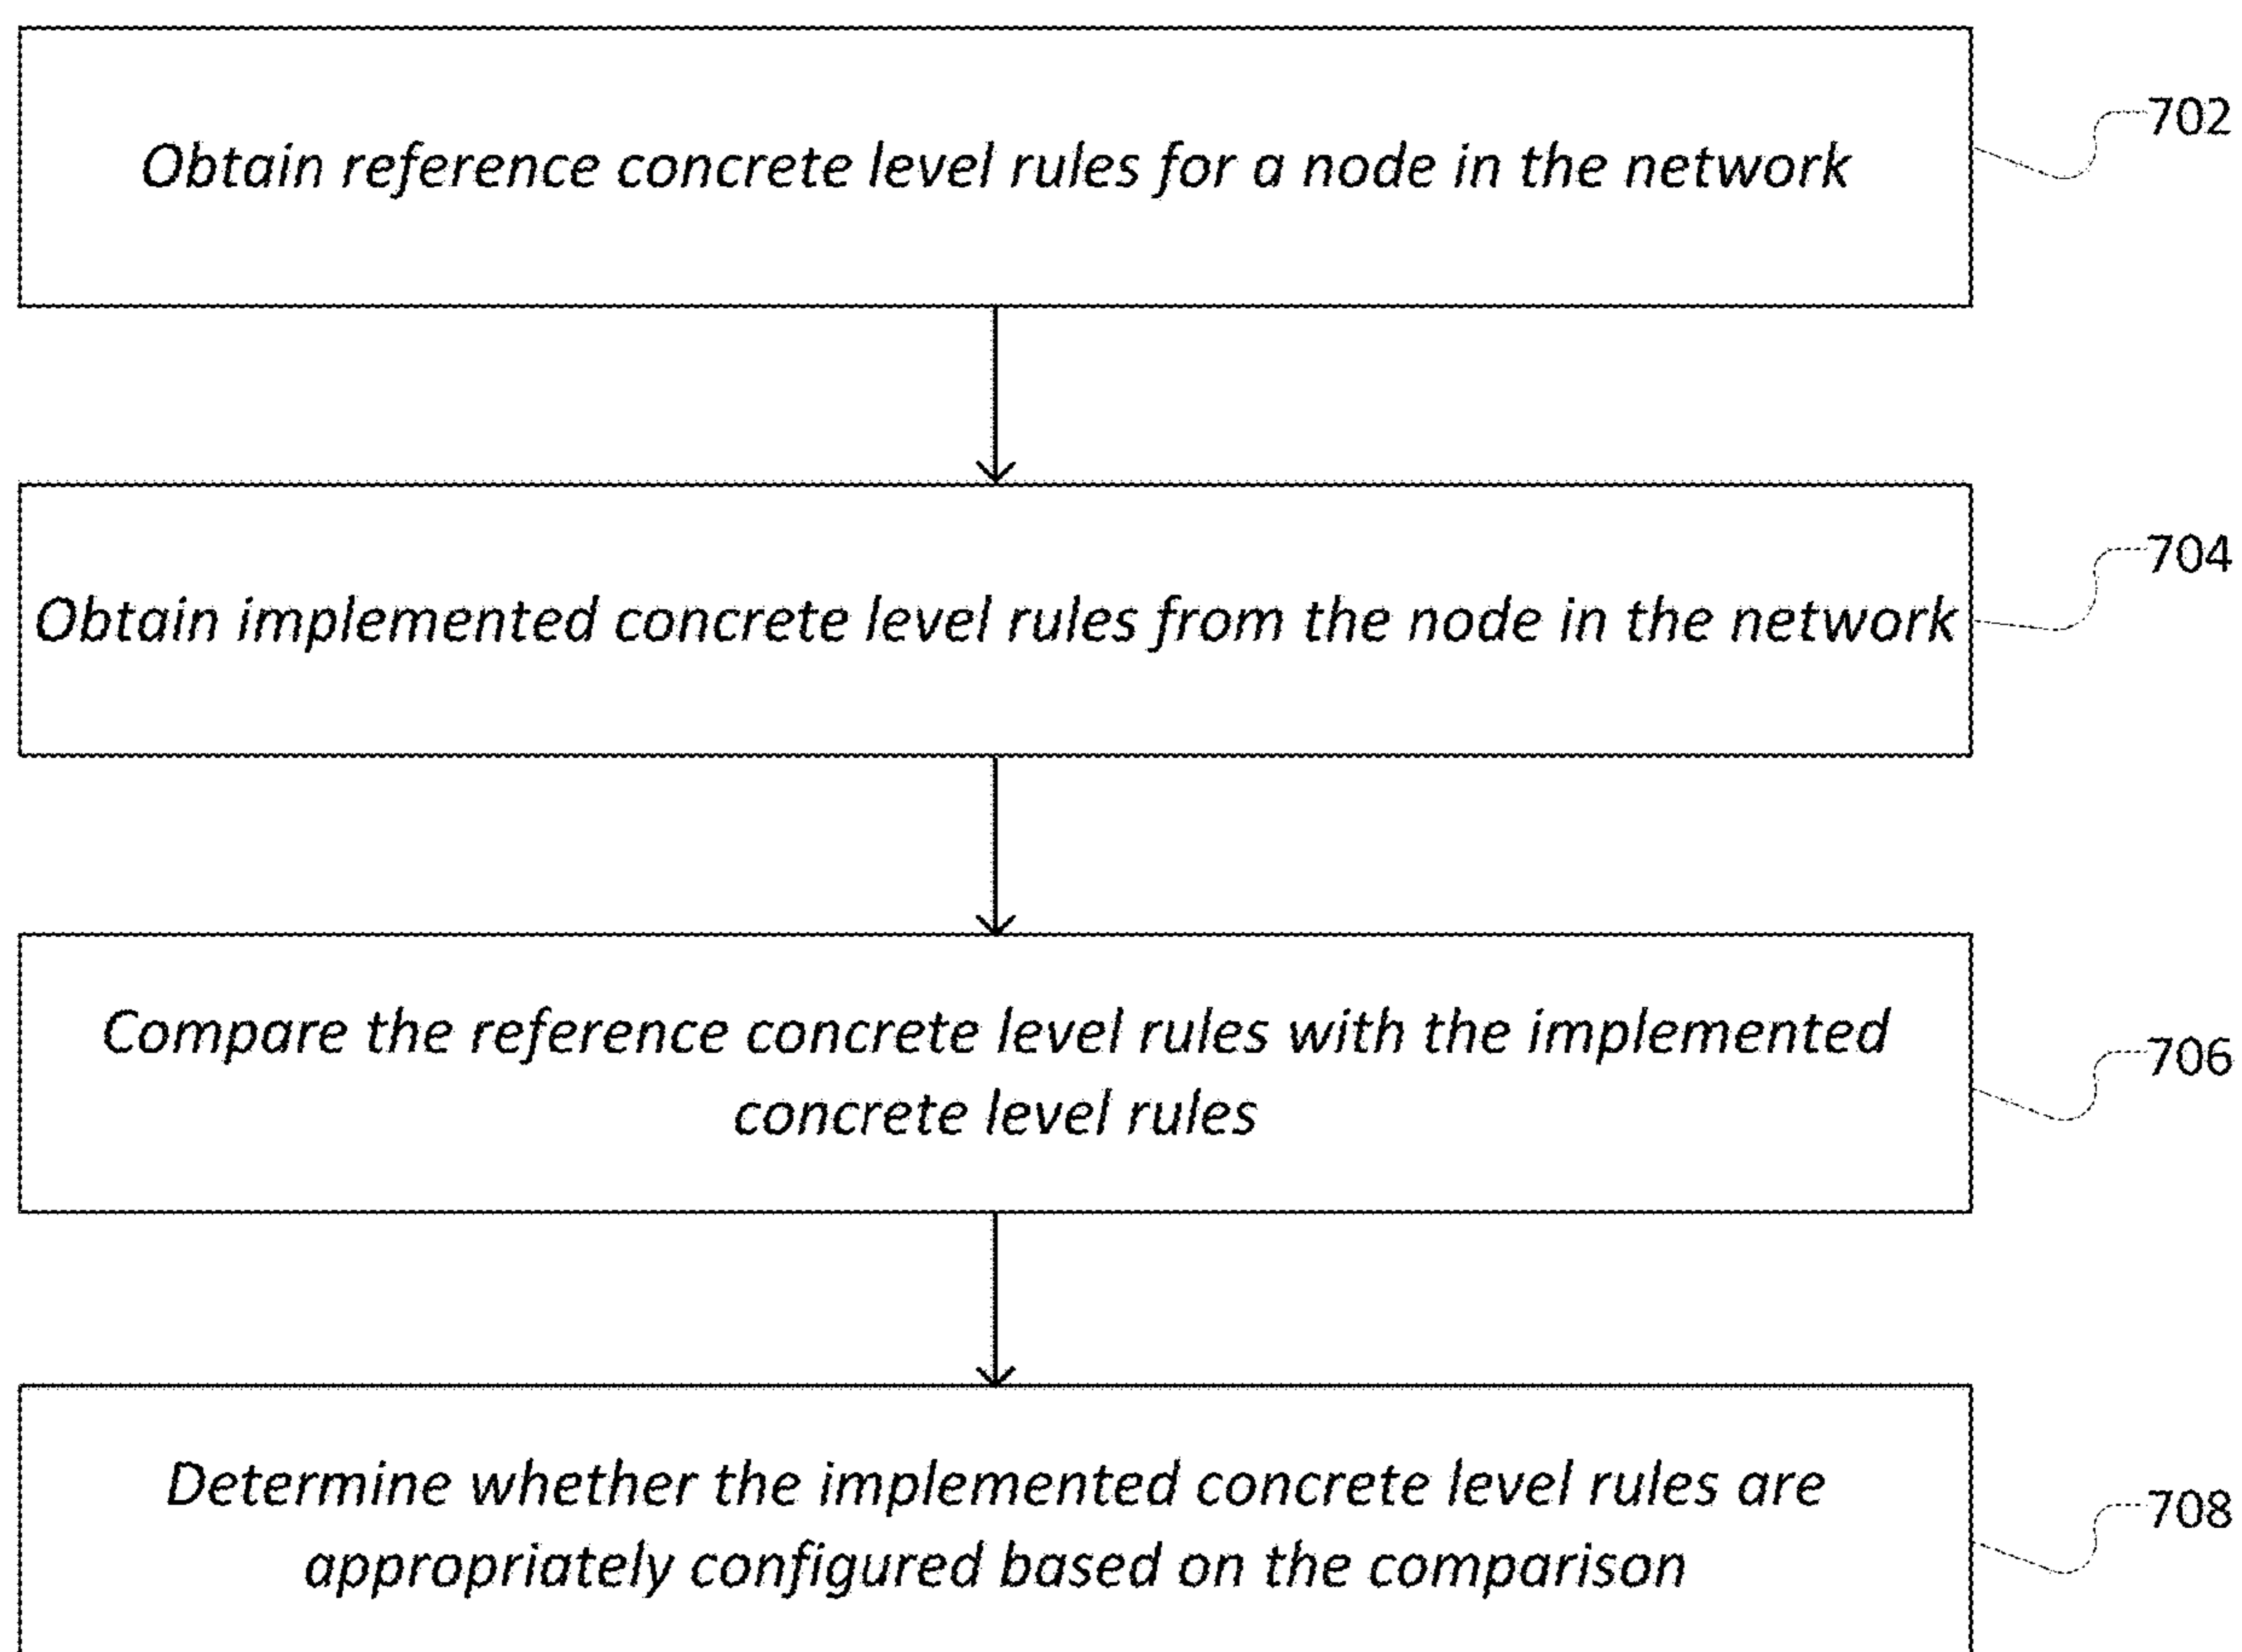 Obtain reference concrete level rules for a node in the network
702
Obtain implemented concrete level rules from the node in the network
704
Compare the reference concrete level rules with the implemented
concrete level rules
706
Determine whether the implemented concrete level rules are
appropriately configured based on the comparison
708